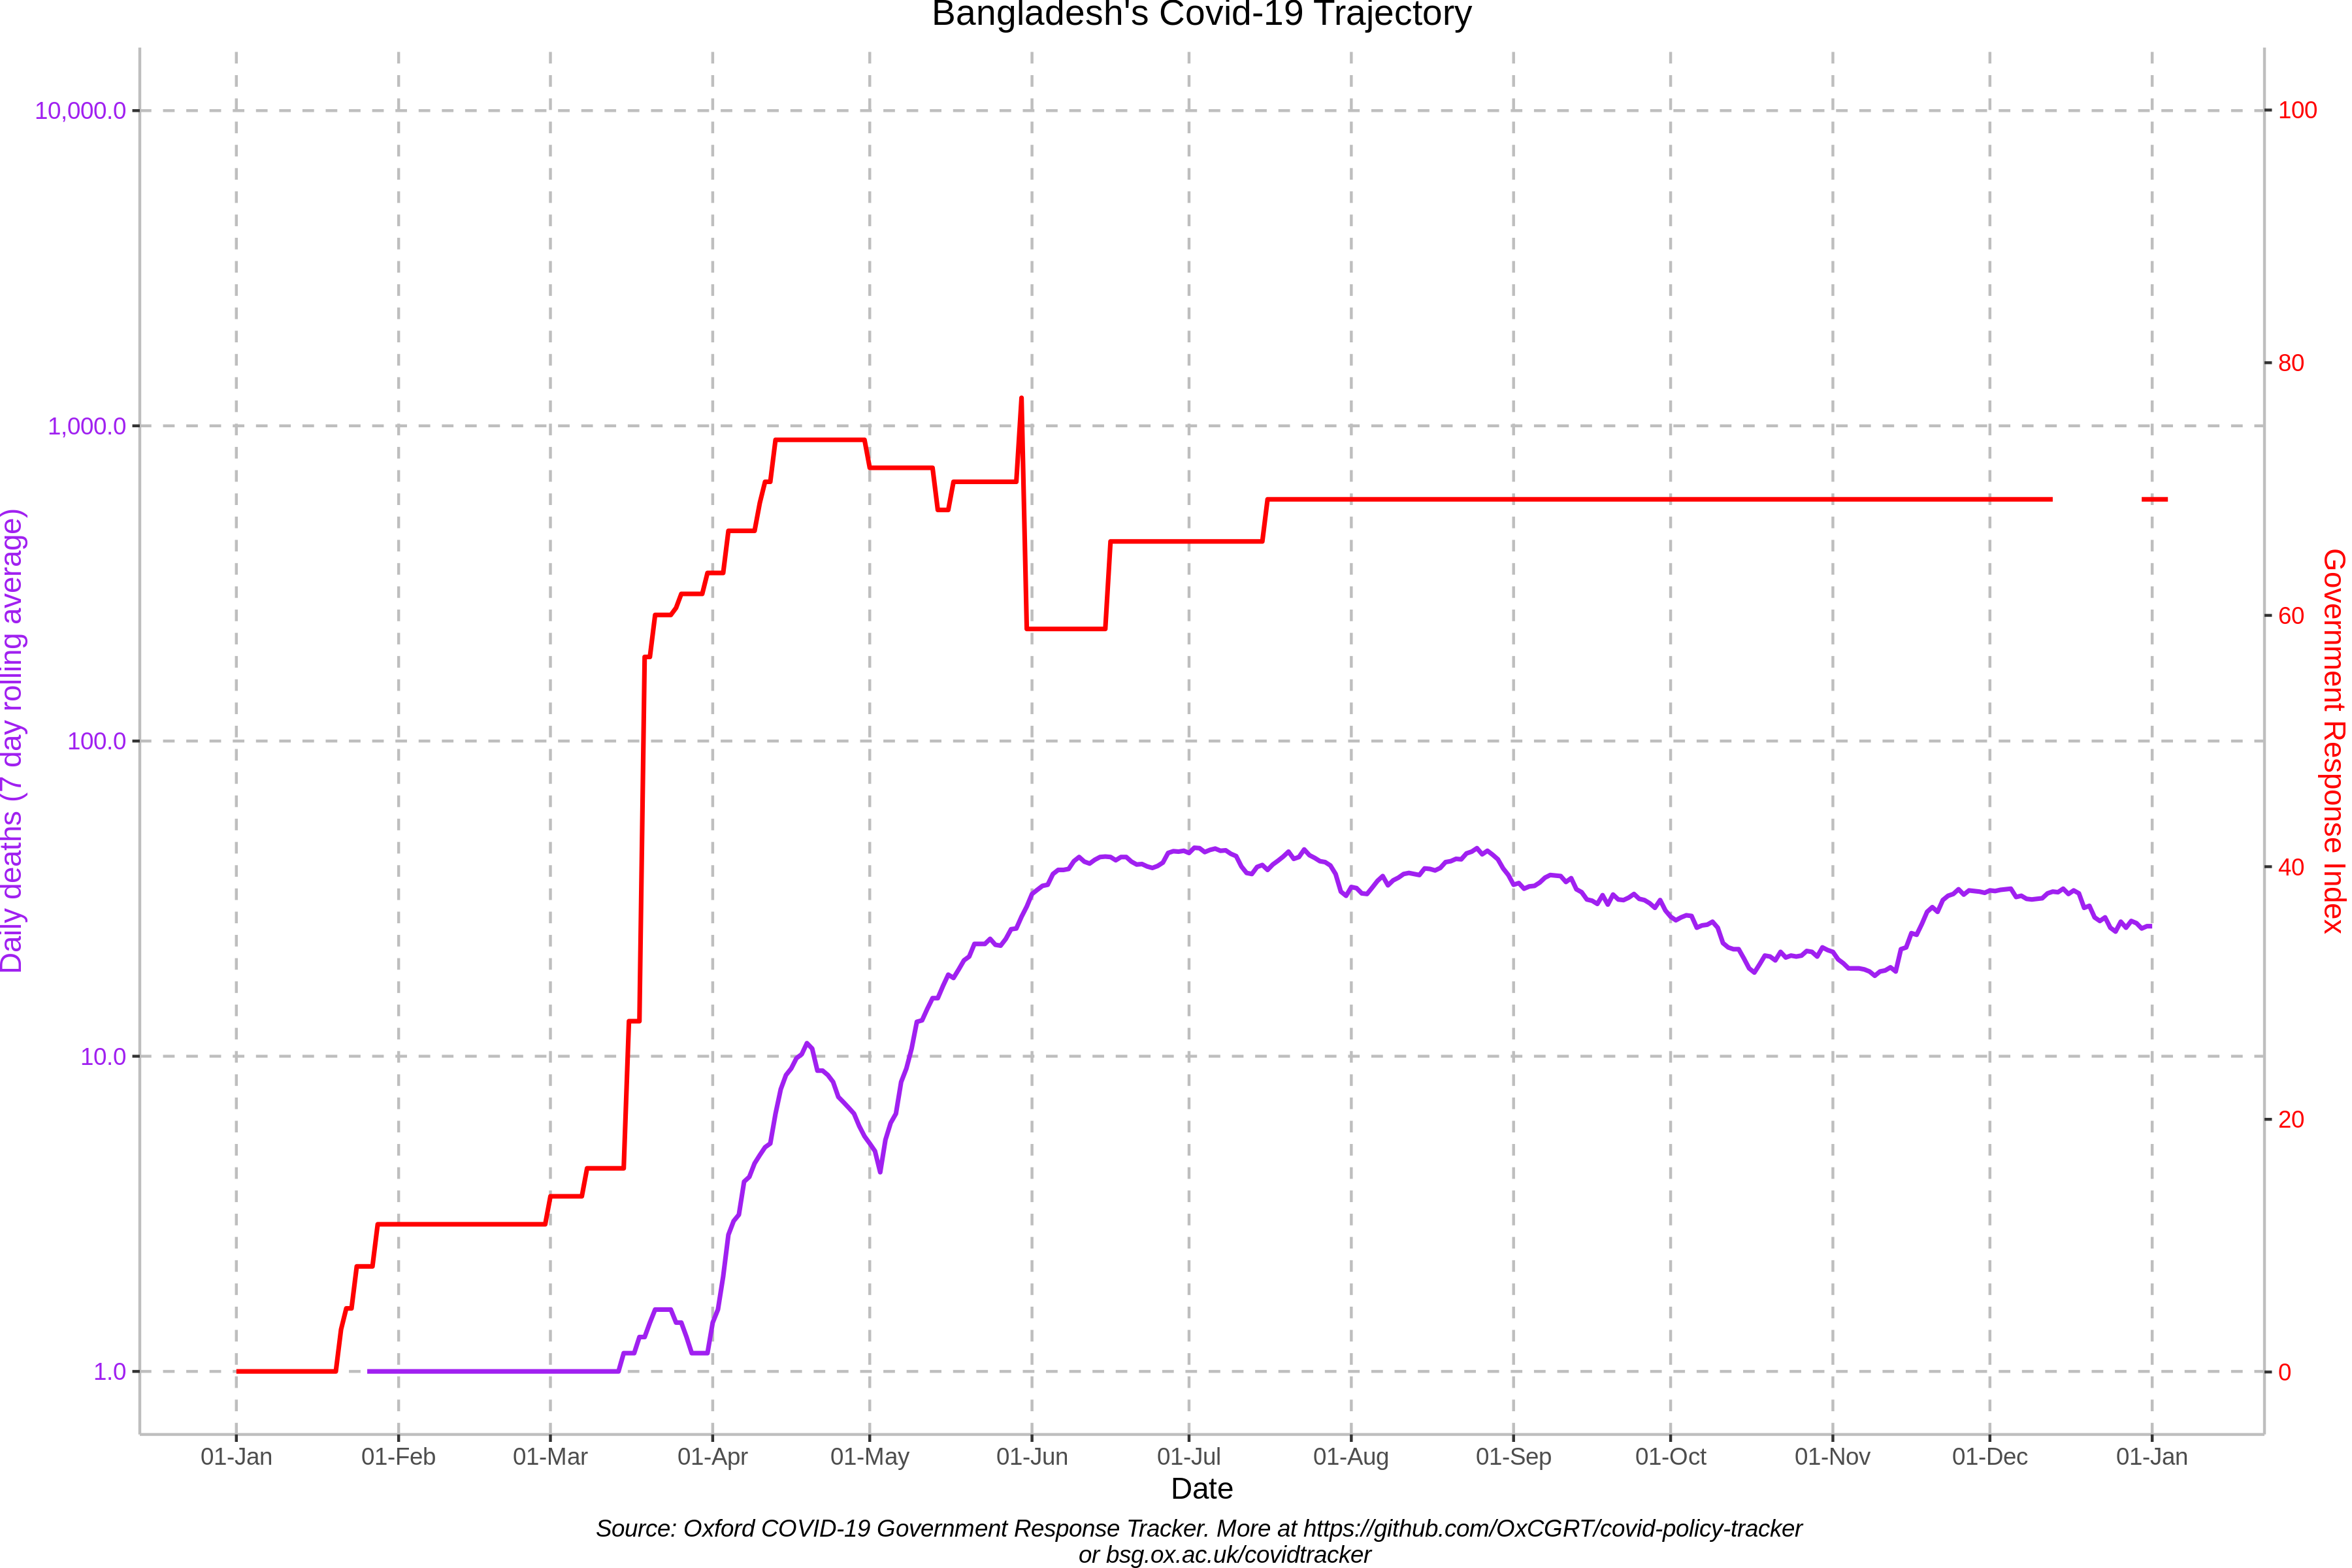 Bangladesh's Covid-19 Trajectory
10,000.0
1,000.0
100.0
10.0
1.0
Daily deaths (7 day rolling average)
100
80
60
40
20
0
Government Response Index
01-Jan
01-Feb
01-Mar
01-Apr
01-May
01-Jun
01-Jul
01-Aug
01-Sep
01-Oct
01-Nov
01-Dec
01-Jan
Date
Source: Oxford COVID-19 Government Response Tracker. More at https://github.com/OxCGRT/covid-policy-tracker
or bsg.ox.ac.uk/covidtracker